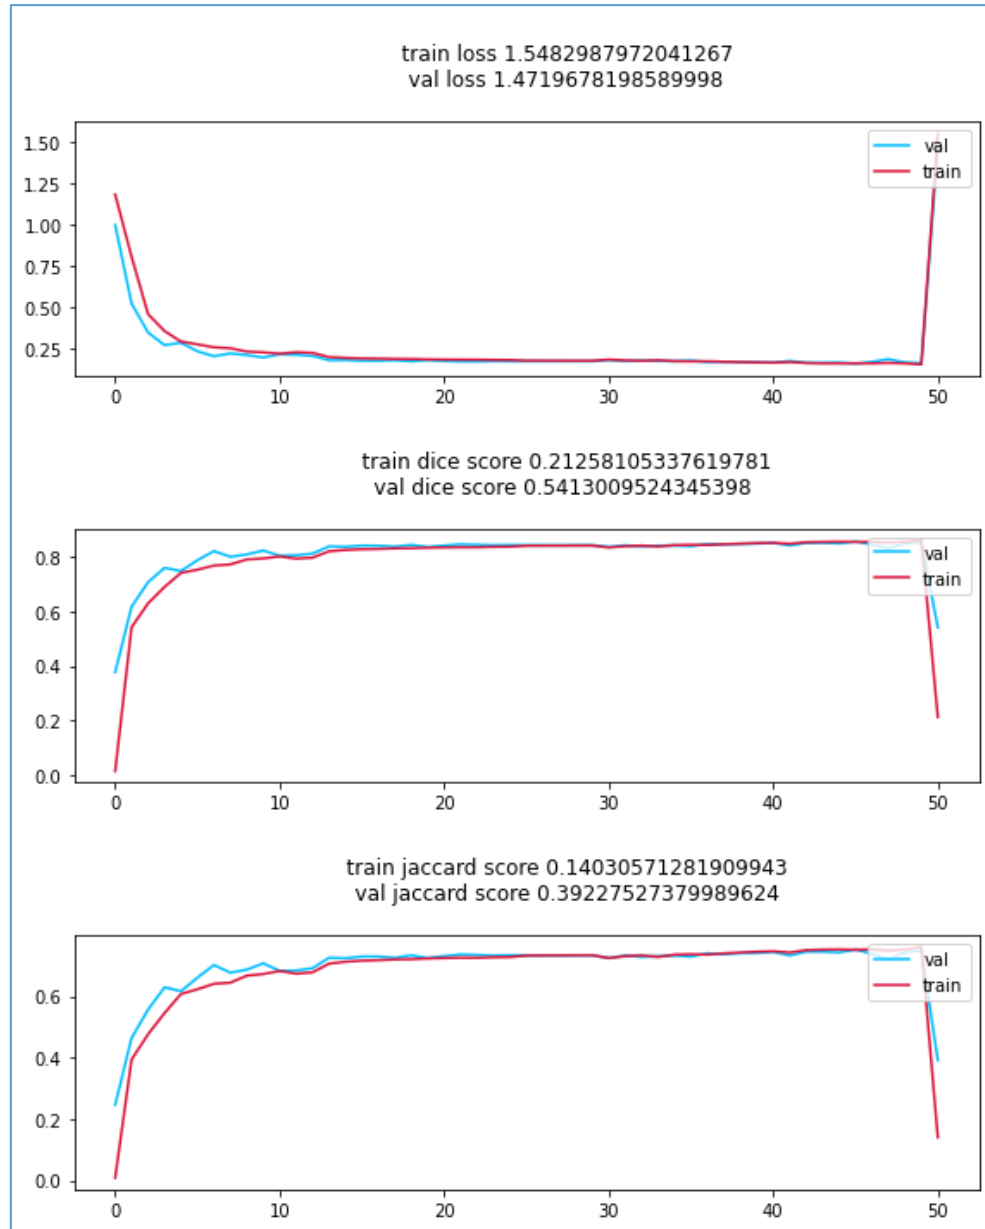 train loss 1.5482987972041267
val loss 1.4719678198589998
1.50
1.25
1.00
0.75
0.50
0.25
val
train
0 10 20 30 40 50
train dice score 0.21258105337619781
val dice score 0.5413009524345398
0.8
0.6
0.4
0.2
0.0
val
train
0 10 20 30 40 50
train jaccard score 0.14030571281909943
val jaccard score 0.39227527379989624
0.6
0.4
0.2
0.0
val
train
0 10 20 30 40 50